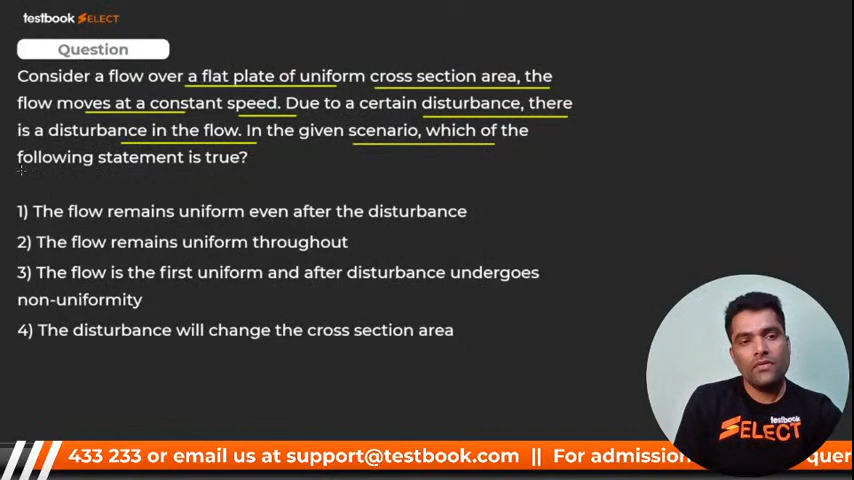 testbook SELECT
Question
Consider a flow over a flat plate of uniform cross section area, the
flow moves at a constant speed. Due to a certain disturbance, there
is a disturbance in the flow. In the given scenario, which of the
following statement is true?
1) The flow remains uniform even after the disturbance
2) The flow remains uniform throughout
3) The flow is the first uniform and after disturbance undergoes
non-uniformity
4) The disturbance will change the cross section area
testbook
SELECT
433 233 or email us at support@testbook.com || For admission